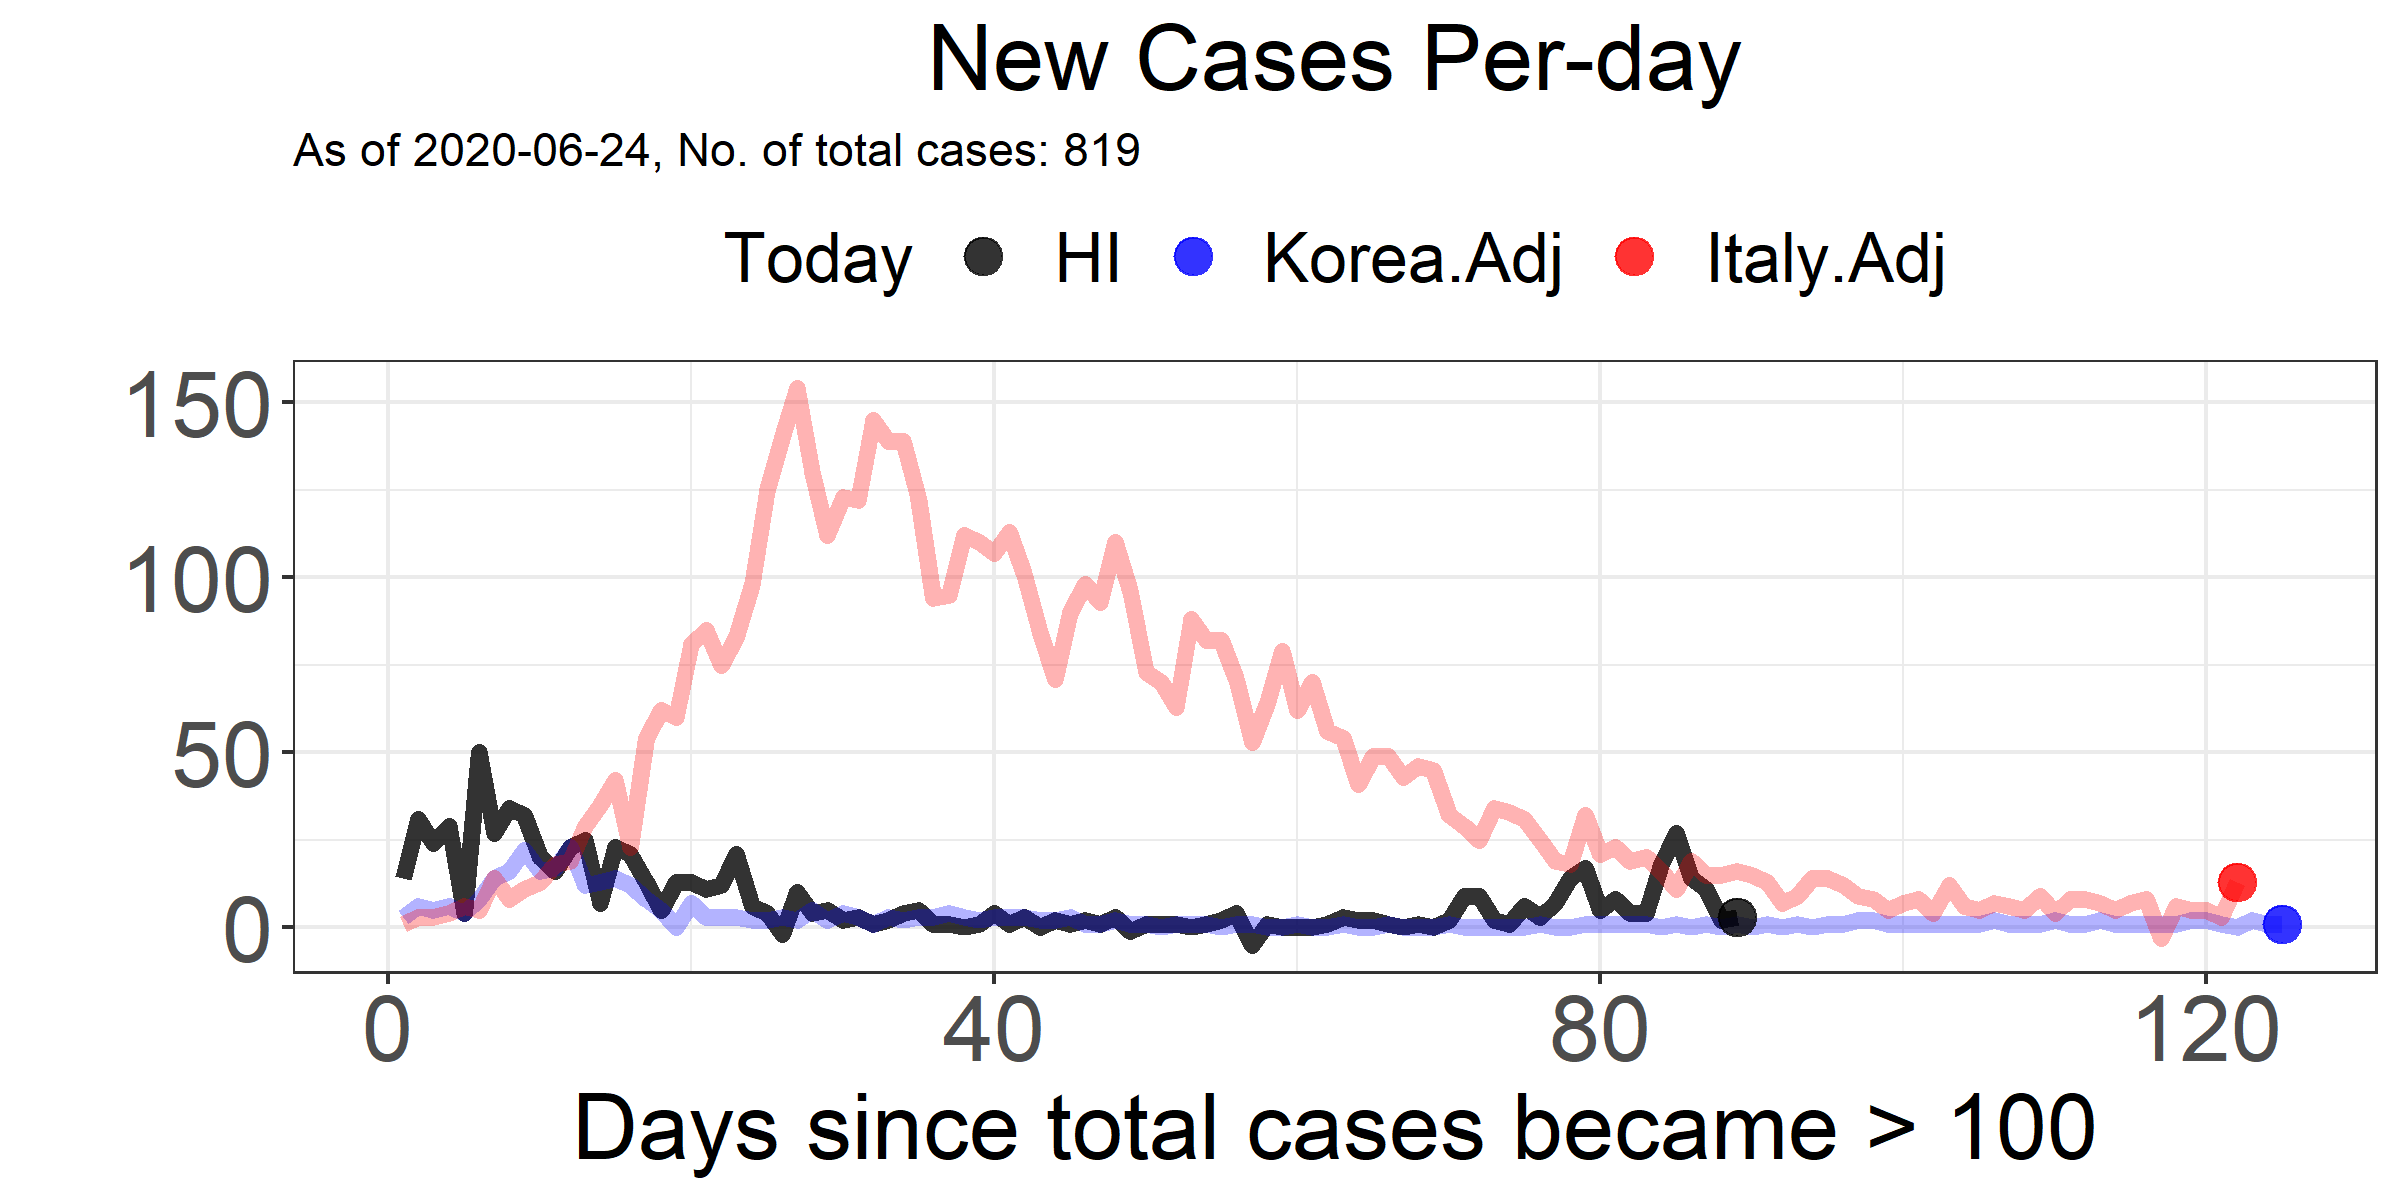 New Cases Per-day
As of 2020-06-24, No. of total cases: 819
Today HI Korea.Adj Italy.Adj
150
100
50
0
0 40 80 120
Days since total cases became > 100